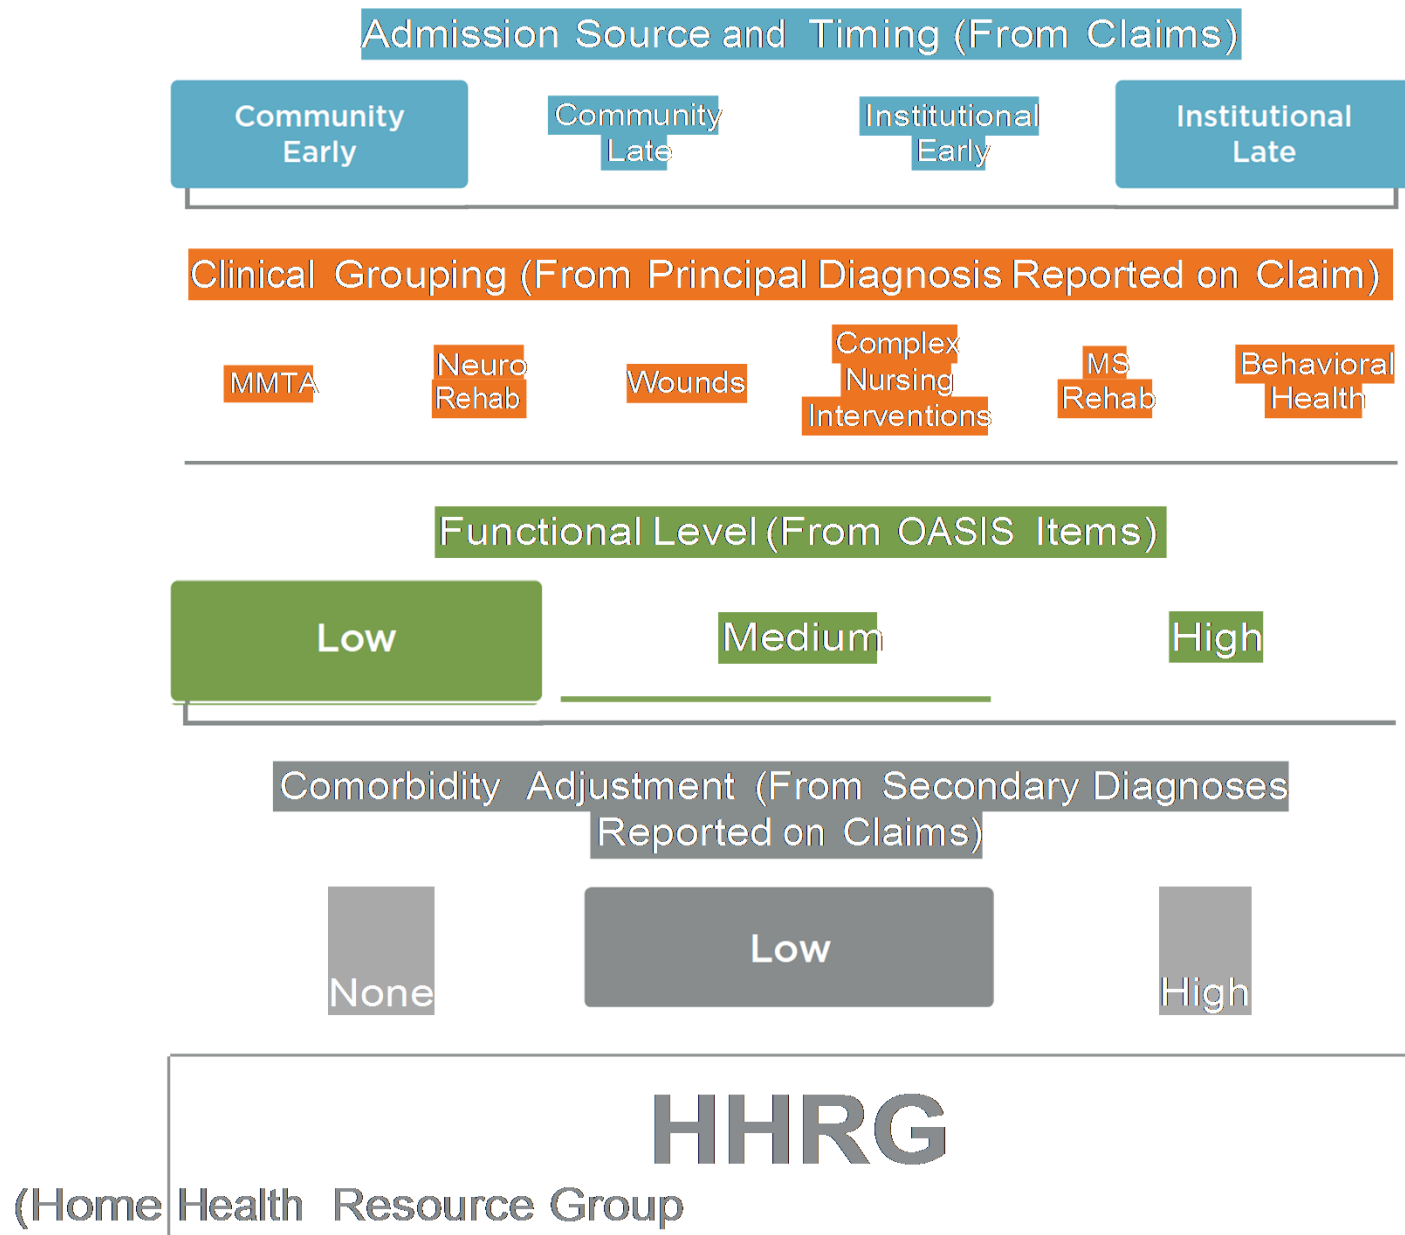 Admission Source and Timing (From Claims)
Community
Early
Community
Late
Institutional
Early
Institutional
Late
Clinical Grouping (From Principal Diagnosis Reported on Claim)
MMTA
Neuro
Rehab
Wounds
Complex
Nursing
Interventions
MS
Rehab
Behavioral
Health
Functional Level (From OASIS Items)
Low
Medium
High
Comorbidity Adjustment (From Secondary Diagnoses
Reported on Claims)
None
Low
High
HHRG
(Home Health Resource Group